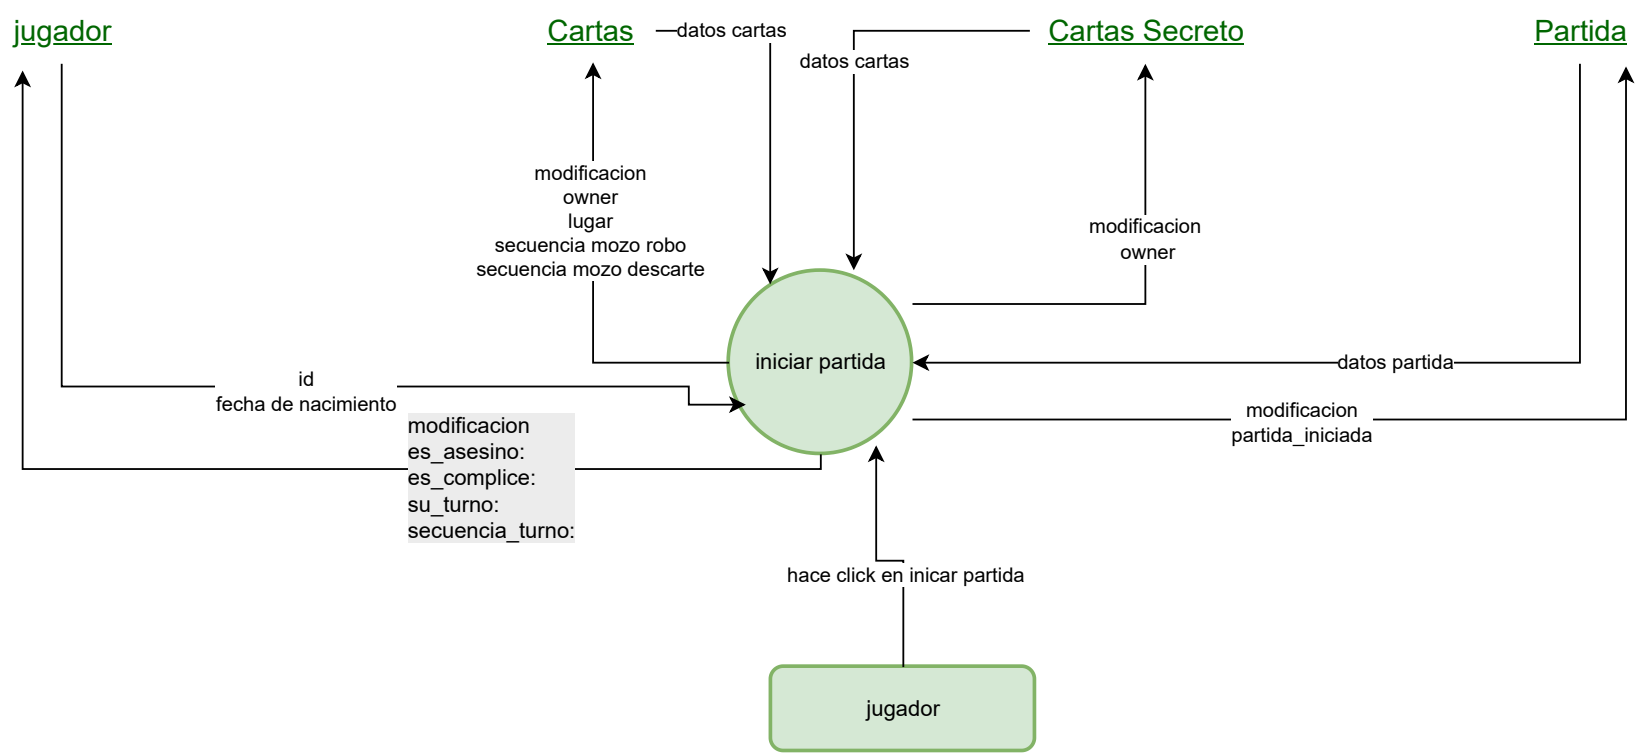 jugador
Cartas
datos cartas
Cartas Secreto
Partida
datos cartas
modificacion
owner
lugar
secuencia mozo robo
secuencia mozo descarte
modificacion
owner
iniciar partida
datos partida
id
fecha de nacimiento
modificacion
partida_iniciada
modificacion
es_asesino:
es_complice:
su_turno:
secuencia_turno:
hace click en inicar partida
jugador